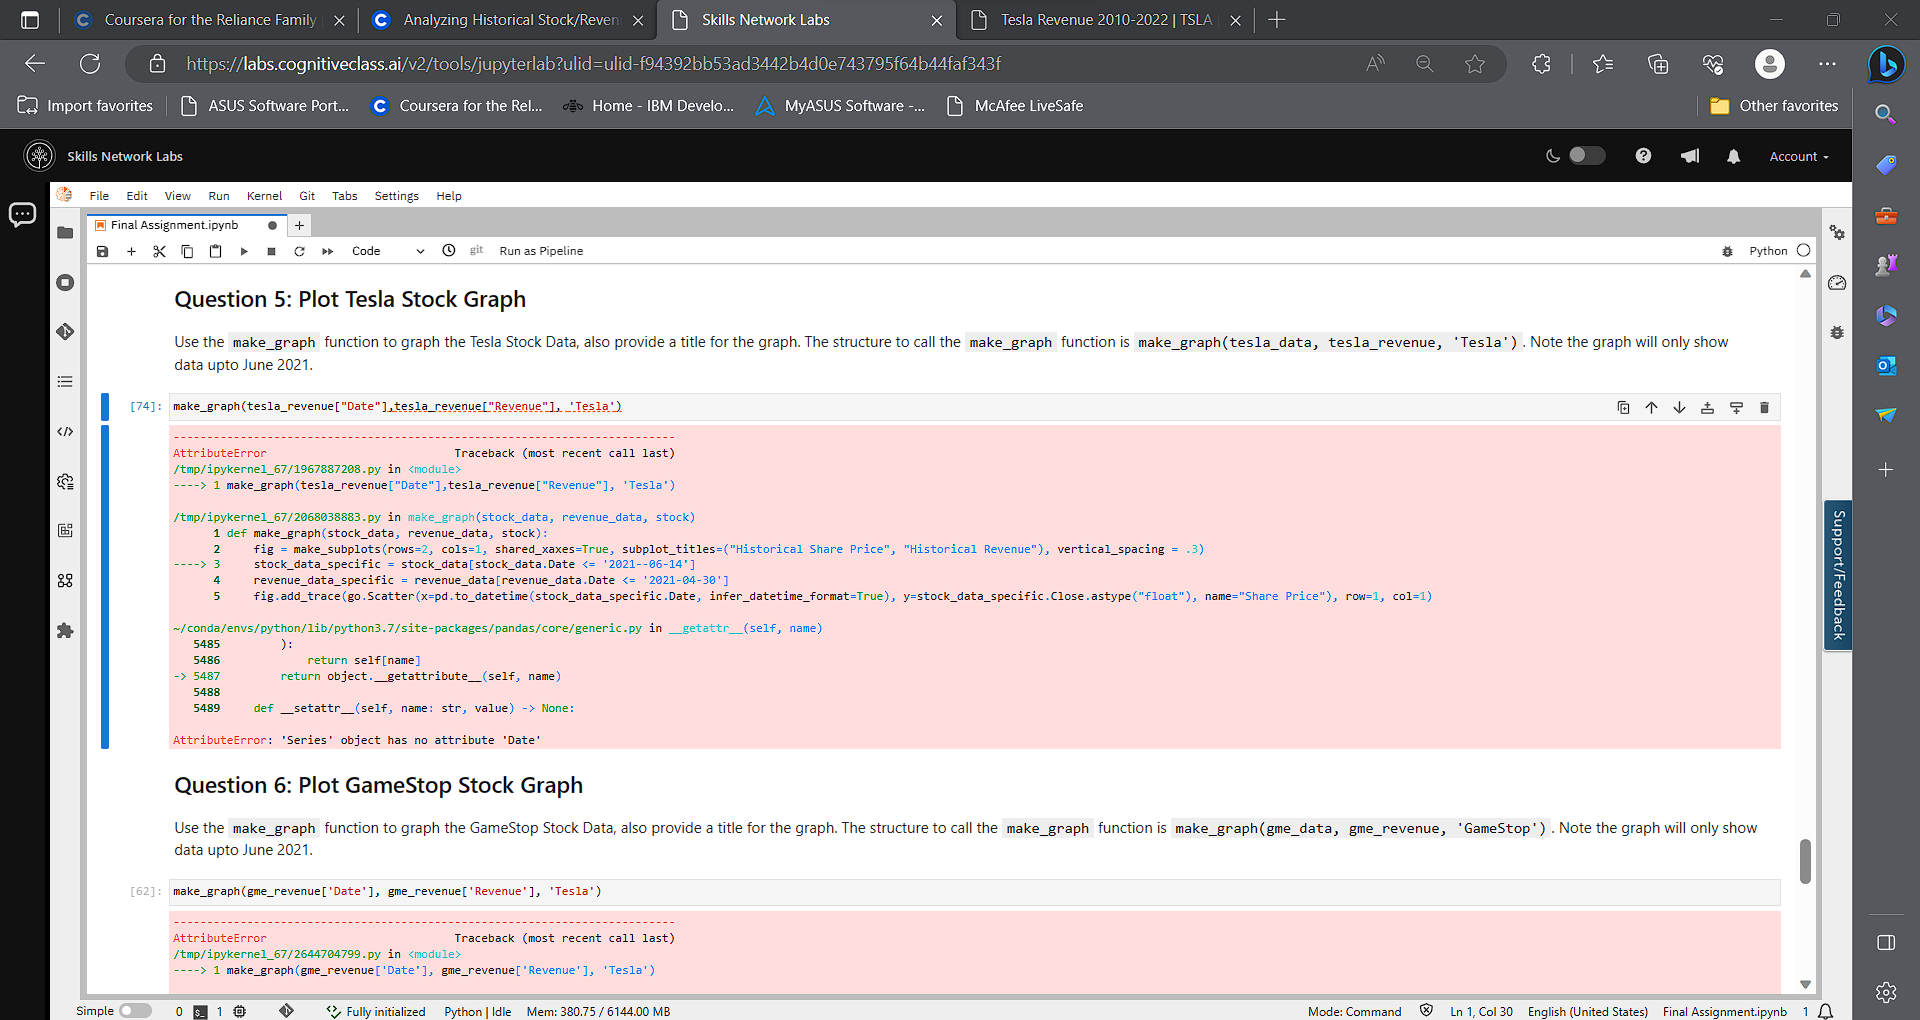 Coursera for the Reliance Family
Analyzing Historical Stock/Reven
Skills Network Labs
Tesla Revenue 2010-2022 | TSLA
https://labs.cognitiveclass.ai/v2/tools/jupyterlab?ulid=ulid-f94392bb53ad3442b4d0e743795f64b44faf343f
Import favorites
ASUS Software Port...
Coursera for the Rel...
Home - IBM Develo...
MyASUS Software -...
McAfee LiveSafe
Other favorites
Skills Network Labs
Account
File Edit View Run Kernel Git Tabs Settings Help
Final Assignment.ipynb
Code
git
Run as Pipeline
Python
Question 5: Plot Tesla Stock Graph
Use the make_graph function to graph the Tesla Stock Data, also provide a title for the graph. The structure to call the make_graph function is make_graph(tesla_data, tesla_revenue, 'Tesla') . Note the graph will only show
data upto June 2021.
[74]: make_graph(tesla_revenue["Date"],tesla_revenue["Revenue"], 'Tesla')
---------------------------------------------------------------------------
AttributeError Traceback (most recent call last)
/tmp/ipykernel_67/1967887208.py in <module>
----> 1 make_graph(tesla_revenue["Date"],tesla_revenue["Revenue"], 'Tesla')
/tmp/ipykernel_67/2068038883.py in make_graph(stock_data, revenue_data, stock)
1 def make_graph(stock_data, revenue_data, stock):
2 fig = make_subplots(rows=2, cols=1, shared_xaxes=True, subplot_titles=("Historical Share Price", "Historical Revenue"), vertical_spacing = .3)
----> 3 stock_data_specific = stock_data[stock_data.Date <= '2021--06-14']
4 revenue_data_specific = revenue_data[revenue_data.Date <= '2021-04-30']
5 fig.add_trace(go.Scatter(x=pd.to_datetime(stock_data_specific.Date, infer_datetime_format=True), y=stock_data_specific.Close.astype("float"), name="Share Price"), row=1, col=1)
~/conda/envs/python/lib/python3.7/site-packages/pandas/core/generic.py in __getattr__(self, name)
5485 ):
5486 return self[name]
-> 5487 return object.__getattribute__(self, name)
5488
5489 def __setattr__(self, name: str, value) -> None:
AttributeError: 'Series' object has no attribute 'Date'
Question 6: Plot GameStop Stock Graph
Use the make_graph function to graph the GameStop Stock Data, also provide a title for the graph. The structure to call the make_graph function is make_graph(gme_data, gme_revenue, 'GameStop') . Note the graph will only show
data upto June 2021.
[62]: make_graph(gme_revenue['Date'], gme_revenue['Revenue'], 'Tesla')
---------------------------------------------------------------------------
AttributeError Traceback (most recent call last)
/tmp/ipykernel_67/2644704799.py in <module>
----> 1 make_graph(gme_revenue['Date'], gme_revenue['Revenue'], 'Tesla')
Support/Feedback
Simple 0 1 Fully initialized Python | Idle Mem: 380.75 / 6144.00 MB
Mode: Command Ln 1, Col 30 English (United States) Final Assignment.ipynb 1